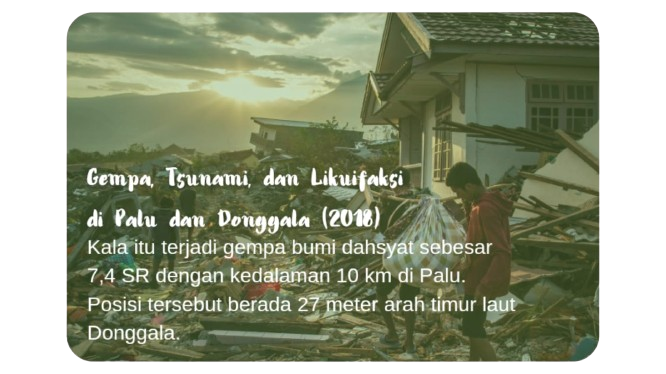 Gempa, Tsunami, dan Likuifaksi
di Palu dan Donggala (2018)
Kala itu terjadi gempa bumi dahsyat sebesar
7,4 SR dengan kedalaman 10 km di Palu.
Posisi tersebut berada 27 meter arah timur laut
Donggala.